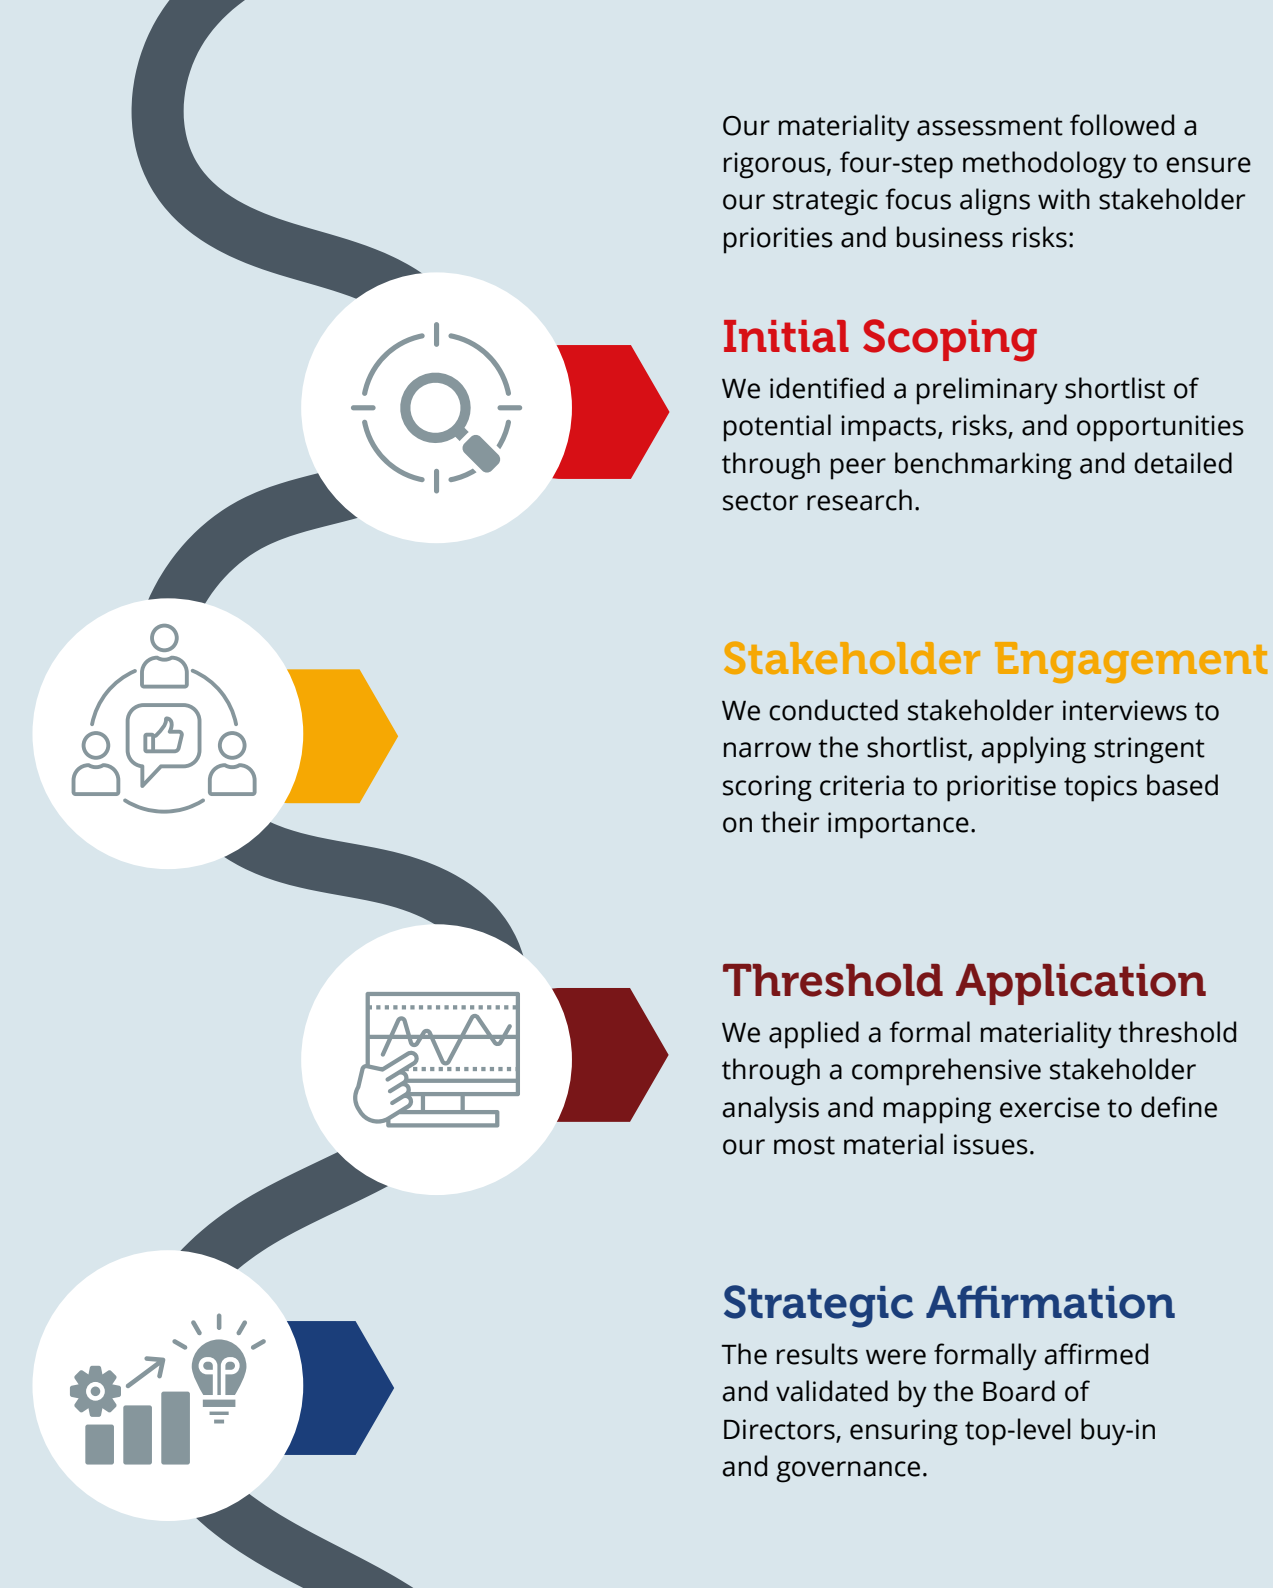 Our materiality assessment followed a
rigorous, four-step methodology to ensure
our strategic focus aligns with stakeholder
priorities and business risks:
Initial Scoping
We identified a preliminary shortlist of
potential impacts, risks, and opportunities
through peer benchmarking and detailed
sector research.
Stakeholder Engagement
We conducted stakeholder interviews to
narrow the shortlist, applying stringent
scoring criteria to prioritise topics based
on their importance.
Threshold Application
We applied a formal materiality threshold
through a comprehensive stakeholder
analysis and mapping exercise to define
our most material issues.
Strategic Affirmation
The results were formally affirmed
and validated by the Board of
Directors, ensuring top-level buy-in
and governance.